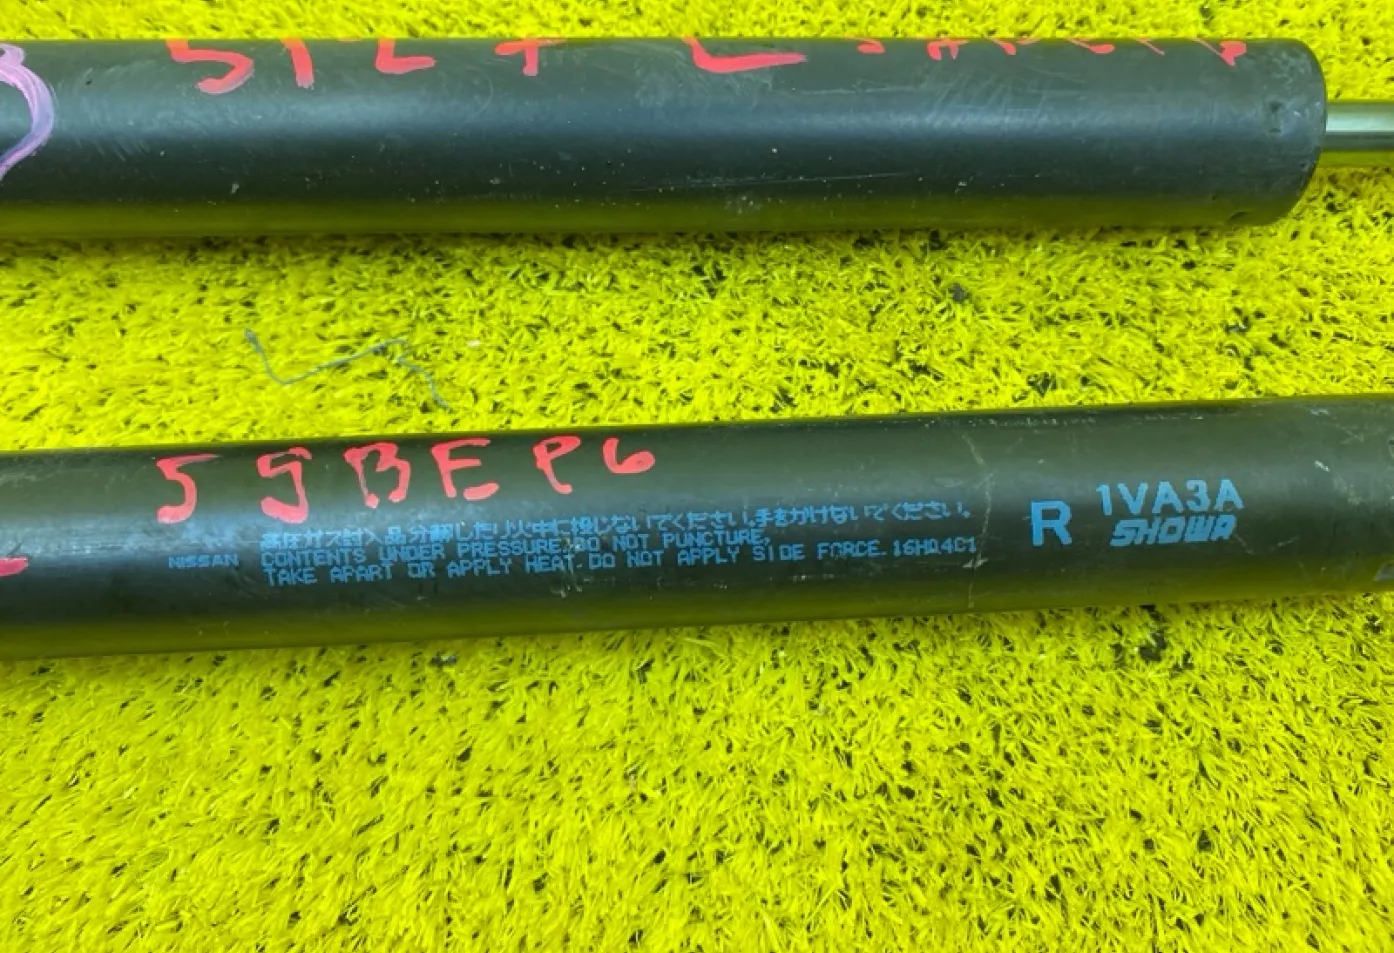 55BEP6
NISSAN
高圧ガス封入品分解したり火中に投じないでください。手をかけないでください。
CONTENTS UNDER PRESSURE. DO NOT PUNCTURE,
TAKE APART OR APPLY HEAT. DO NOT APPLY SIDE FORCE. 16H04C1
R
1VA3A
SHOWA